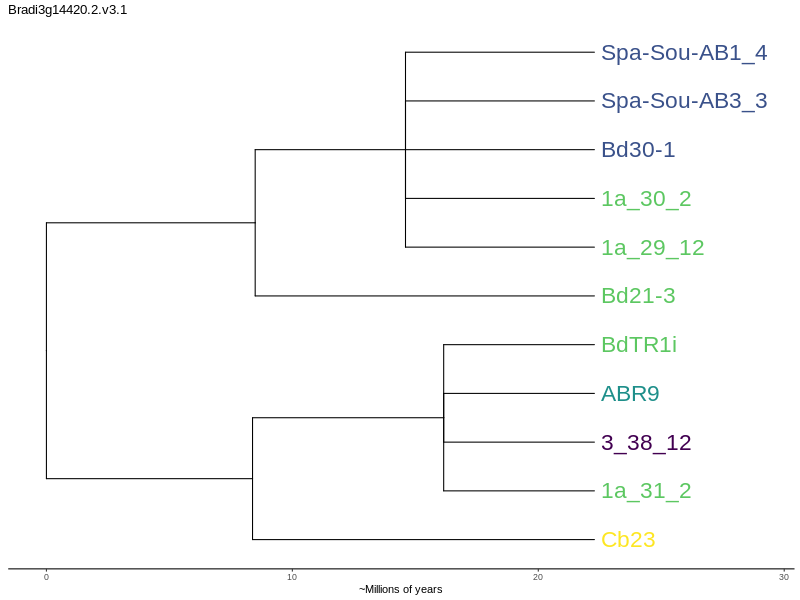 Bradi3g14420.2.v3.1
Spa-Sou-AB1_4
Spa-Sou-AB3_3
Bd30-1
1a_30_2
1a_29_12
Bd21-3
BdTR1i
ABR9
3_38_12
1a_31_2
Cb23
0 10 20 30
~Millions of years